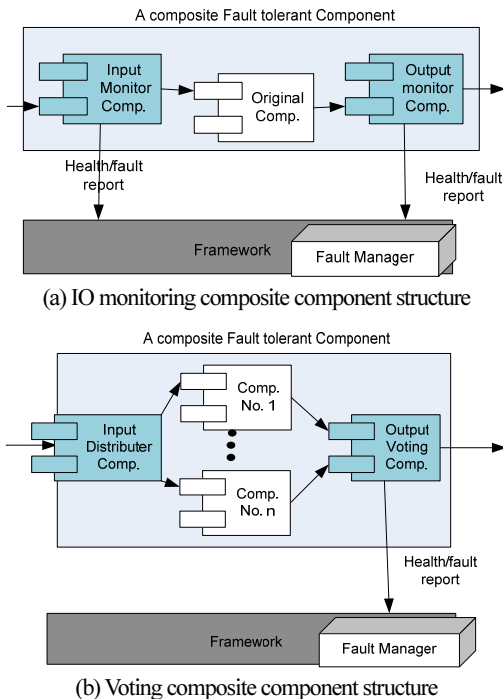 A composite Fault tolerant Component
Input
Monitor
Comp.
Original
Comp.
Output
monitor
Comp.
Health/fault
report
Health/fault
report
Framework
Fault Manager
(a) IO monitoring composite component structure
A composite Fault tolerant Component
Input
Distributer
Comp.
Comp.
No. 1
Comp.
No. n
Output
Voting
Comp.
Health/fault
report
Framework
Fault Manager
(b) Voting composite component structure